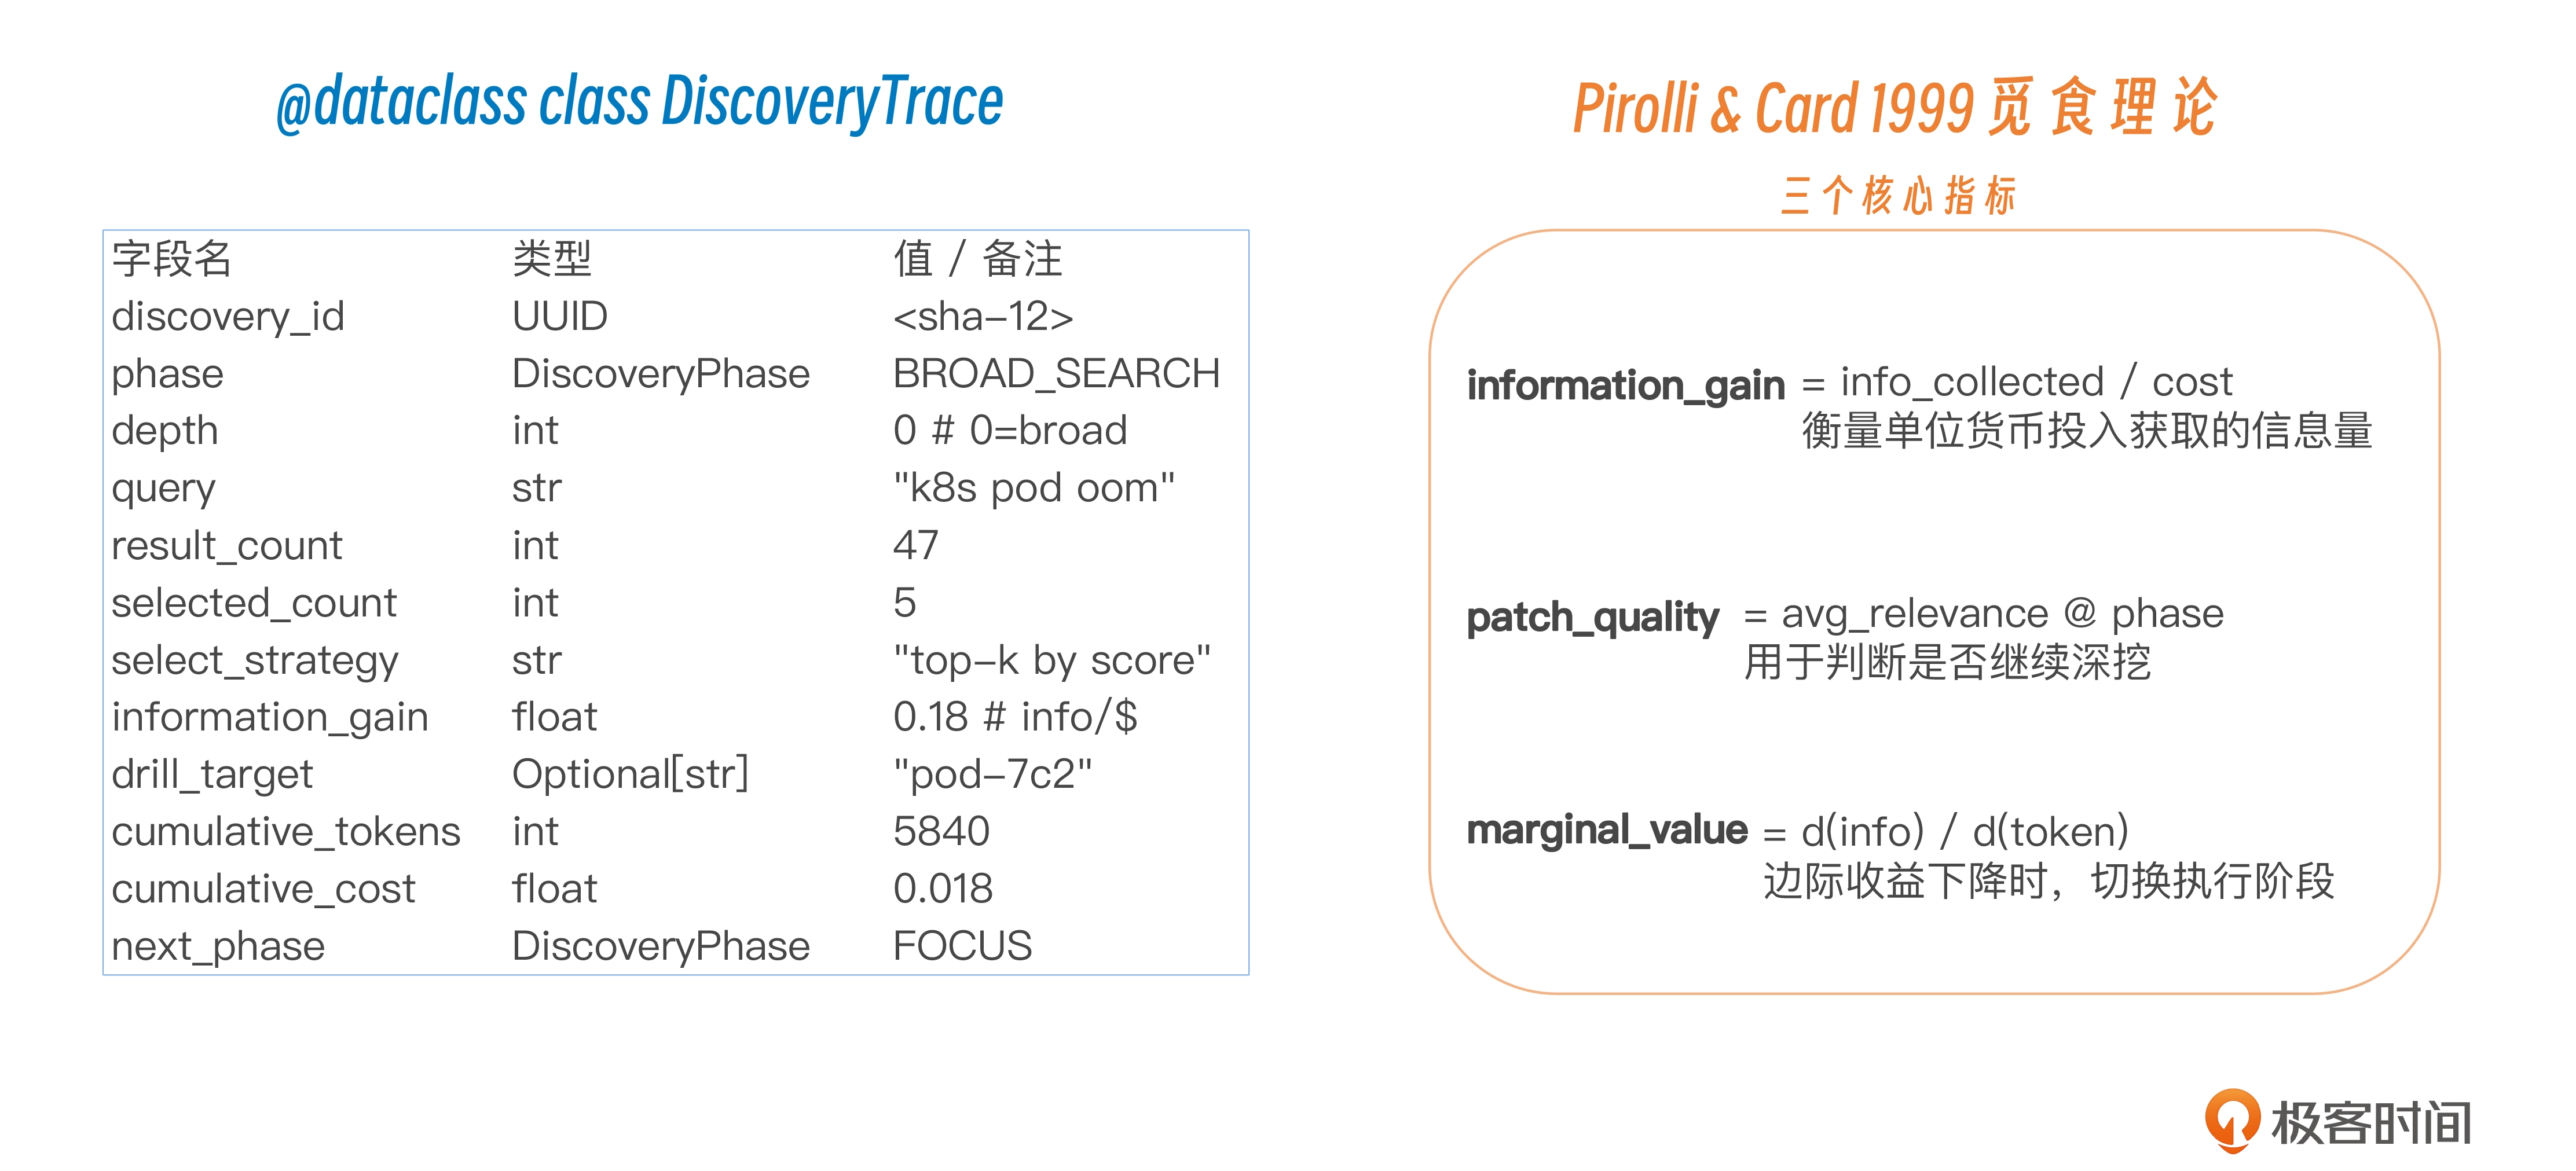 @dataclass class DiscoveryTrace
字段名 类型 值 / 备注
discovery_id UUID <sha-12>
phase DiscoveryPhase BROAD_SEARCH
depth int 0 # 0=broad
query str "k8s pod oom"
result_count int 47
selected_count int 5
select_strategy str "top-k by score"
information_gain float 0.18 # info/$
drill_target Optional[str] "pod-7c2"
cumulative_tokens int 5840
cumulative_cost float 0.018
next_phase DiscoveryPhase FOCUS
Pirolli & Card 1999 觅食理论
三个核心指标
information_gain = info_collected / cost
衡量单位货币投入获取的信息量
patch_quality = avg_relevance @ phase
用于判断是否继续深挖
marginal_value = d(info) / d(token)
边际收益下降时，切换执行阶段
极客时间